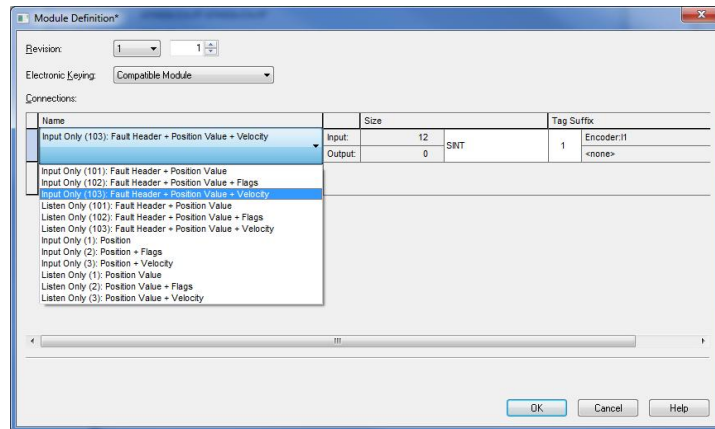 Module Definition*
Revision: 1 1
Electronic Keying: Compatible Module
Connections:
Name Size Tag Suffix
Input Only (103): Fault Header + Position Value + Velocity Input: 12 SINT 1 Encoder:I1
Output: 0 <none>
Input Only (101): Fault Header + Position Value
Input Only (102): Fault Header + Position Value + Flags
Input Only (103): Fault Header + Position Value + Velocity
Listen Only (101): Fault Header + Position Value
Listen Only (102): Fault Header + Position Value + Flags
Listen Only (103): Fault Header + Position Value + Velocity
Input Only (1): Position
Input Only (2): Position + Flags
Input Only (3): Position + Velocity
Listen Only (1): Position Value
Listen Only (2): Position Value + Flags
Listen Only (3): Position Value + Velocity
OK Cancel Help